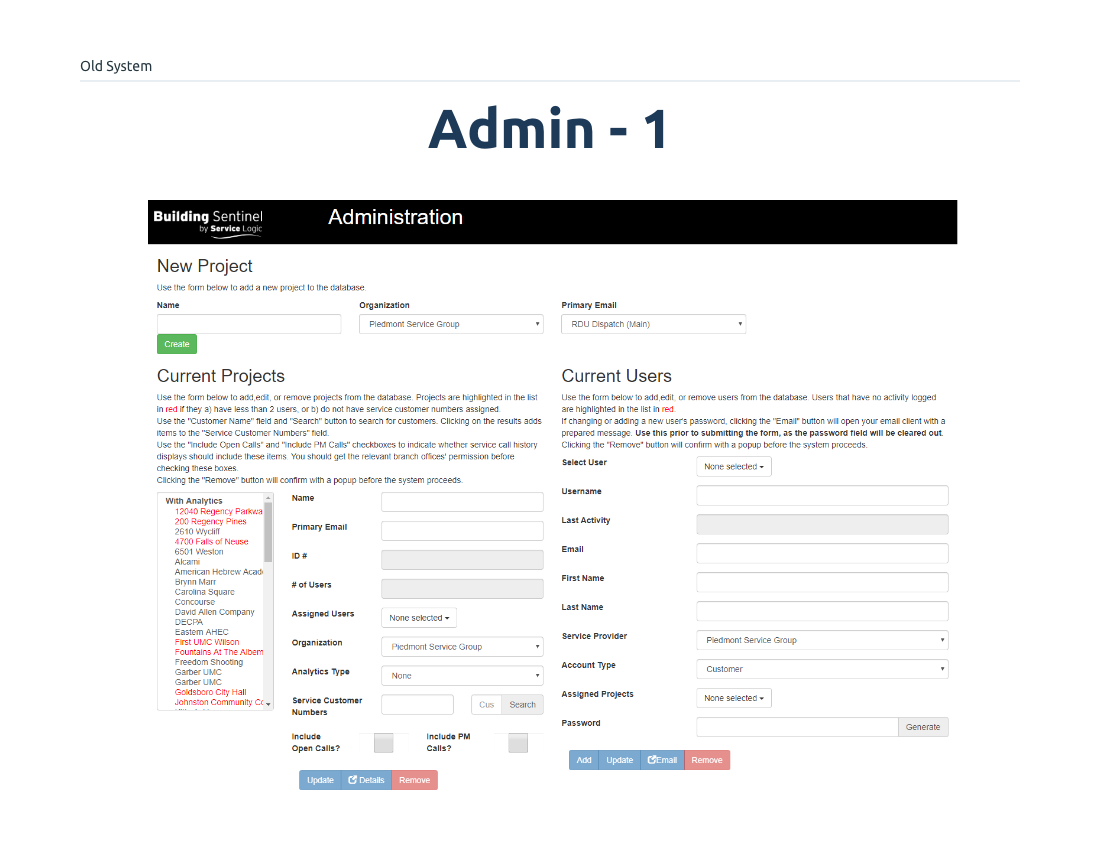 Old System
Admin - 1
Building Sentinel
by Service Logic
Administration
New Project
Use the form below to add a new project to the database.
Name
Organization
Primary Email
Piedmont Service Group
RDU Dispatch (Main)
Create
Current Projects
Use the form below to add,edit, or remove projects from the database. Projects are highlighted in the list
in red if they a) have less than 2 users, or b) do not have service customer numbers assigned.
Use the "Customer Name" field and "Search" button to search for customers. Clicking on the results adds
items to the "Service Customer Numbers" field.
Use the "Include Open Calls" and "Include PM Calls" checkboxes to indicate whether service call history
displays should include these items. You should get the relevant branch offices' permission before
checking these boxes.
Clicking the "Remove" button will confirm with a popup before the system proceeds.
With Analytics
12040 Regency Parkwa
200 Regency Pines
2610 Wycliff
4700 Falls of Neuse
6501 Weston
Alcami
American Hebrew Acad
Brynn Marr
Carolina Square
Concourse
David Allen Company
DECPA
Eastern AHEC
First UMC Wilson
Fountains At The Albem
Freedom Shooting
Garber UMC
Garber UMC
Goldsboro City Hall
Johnston Community Co
Name
Primary Email
ID #
# of Users
Assigned Users
None selected
Organization
Piedmont Service Group
Analytics Type
None
Service Customer
Numbers
Cus
Search
Include
Open Calls?
Include PM
Calls?
Update
Details
Remove
Current Users
Use the form below to add,edit, or remove users from the database. Users that have no activity logged
are highlighted in the list in red.
If changing or adding a new user's password, clicking the "Email" button will open your email client with a
prepared message. Use this prior to submitting the form, as the password field will be cleared out.
Clicking the "Remove" button will confirm with a popup before the system proceeds.
Select User
None selected
Username
Last Activity
Email
First Name
Last Name
Service Provider
Piedmont Service Group
Account Type
Customer
Assigned Projects
None selected
Password
Generate
Add
Update
Email
Remove